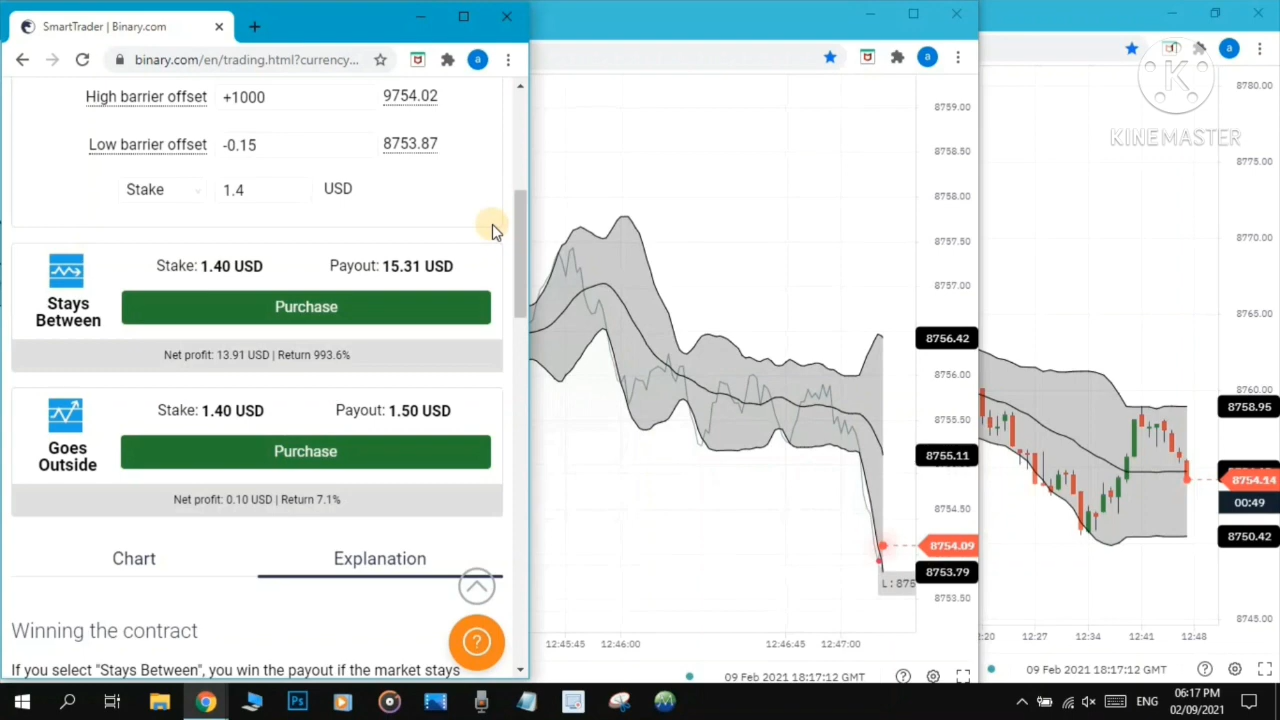 SmartTrader | Binary.com
binary.com/en/trading.html?currency...
a
a
a
High barrier offset +1000 9754.02
Low barrier offset -0.15 8753.87
Stake 1.4 USD
Stake: 1.40 USD Payout: 15.31 USD
Stays Between
Purchase
Net profit: 13.91 USD | Return 993.6%
Stake: 1.40 USD Payout: 1.50 USD
Goes Outside
Purchase
Net profit: 0.10 USD | Return 7.1%
Chart Explanation
Winning the contract
If you select "Stays Between", you win the payout if the market stays
8759.00
8758.50
8758.00
8757.50
8757.00
8756.42
8756.00
8755.50
8755.11
8754.50
8754.09
8753.79
L: 875
8753.50
12:45:45 12:46:00 12:46:45 12:47:00
09 Feb 2021 18:17:12 GMT
K
KINEMASTER
8780.00
8775.00
8770.00
8765.00
8760.00
8758.95
8754.14
00:49
8750.42
8745.00
2:20 12:27 12:34 12:41 12:48
09 Feb 2021 18:17:12 GMT
Ps
ENG
06:17 PM
02/09/2021